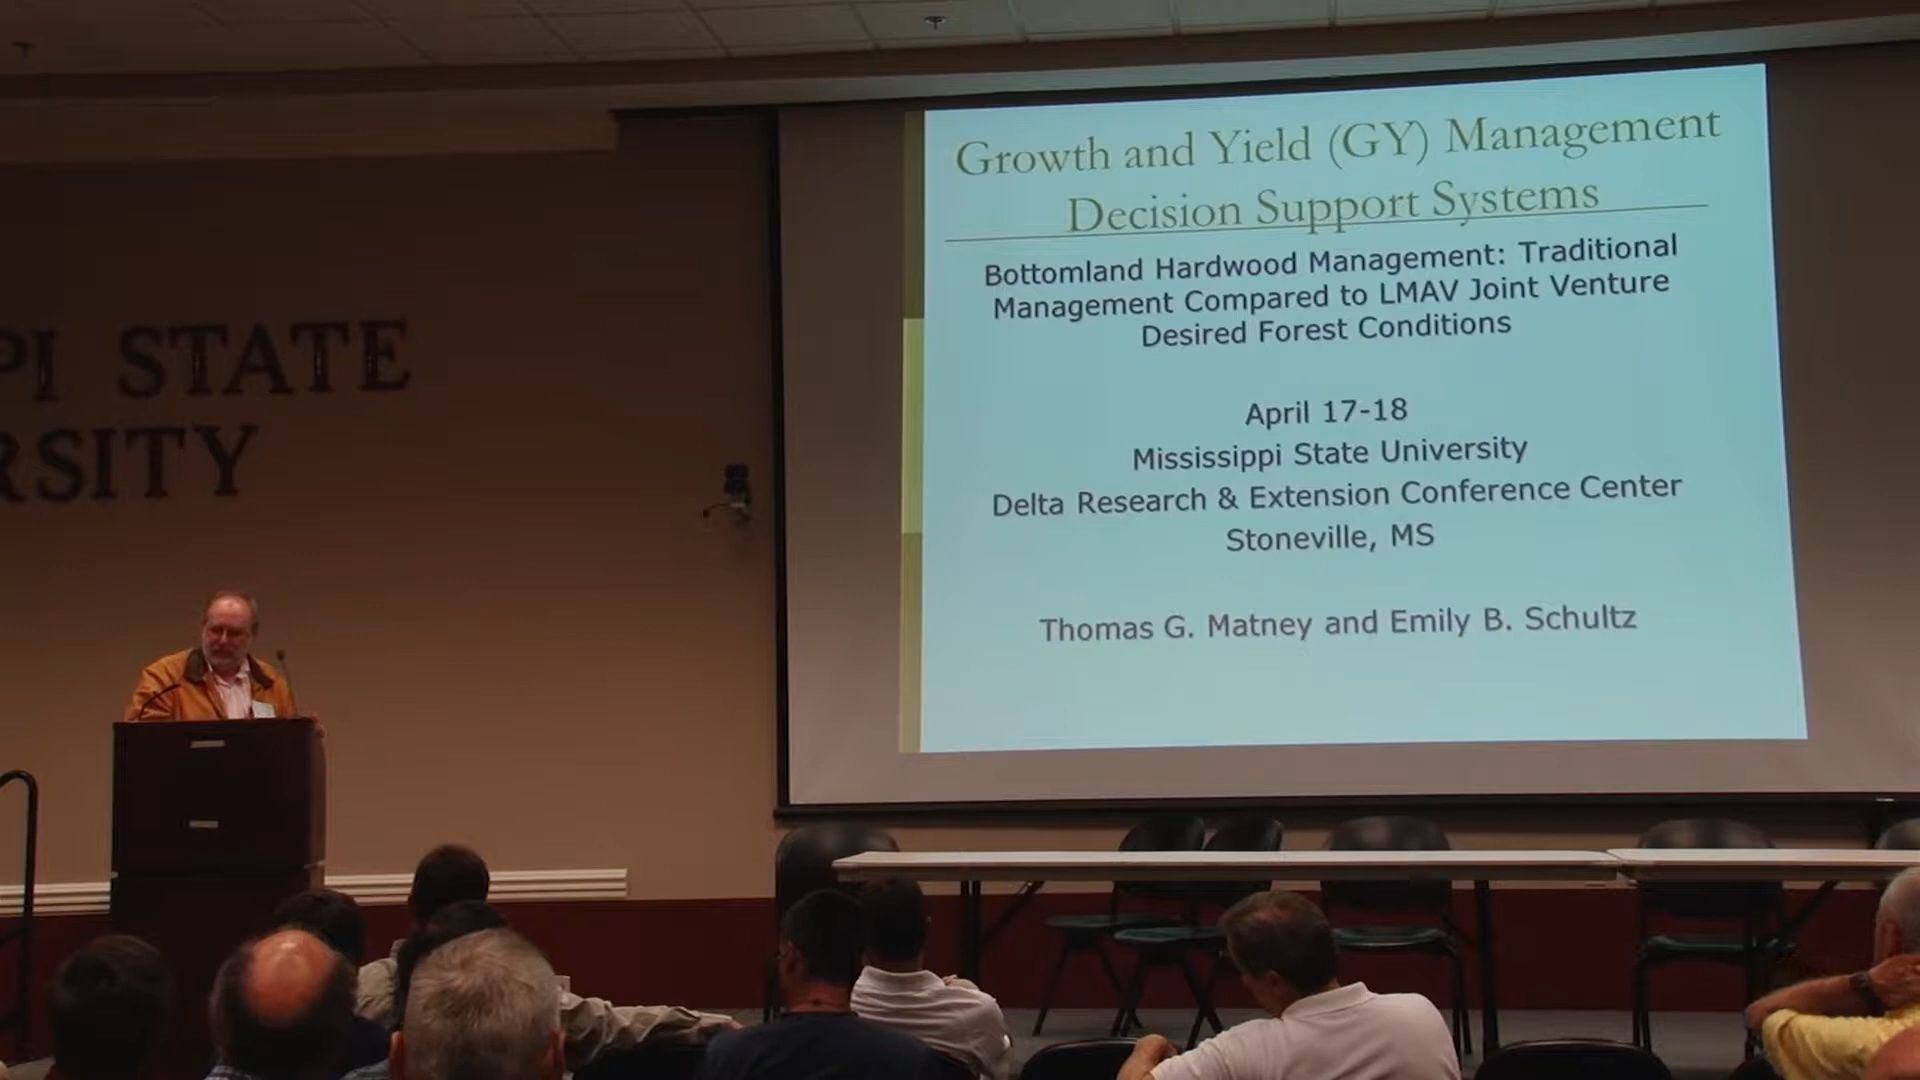 PI STATE
RSITY
Growth and Yield (GY) Management
Decision Support Systems
Bottomland Hardwood Management: Traditional
Management Compared to LMAV Joint Venture
Desired Forest Conditions
April 17-18
Mississippi State University
Delta Research & Extension Conference Center
Stoneville, MS
Thomas G. Matney and Emily B. Schultz